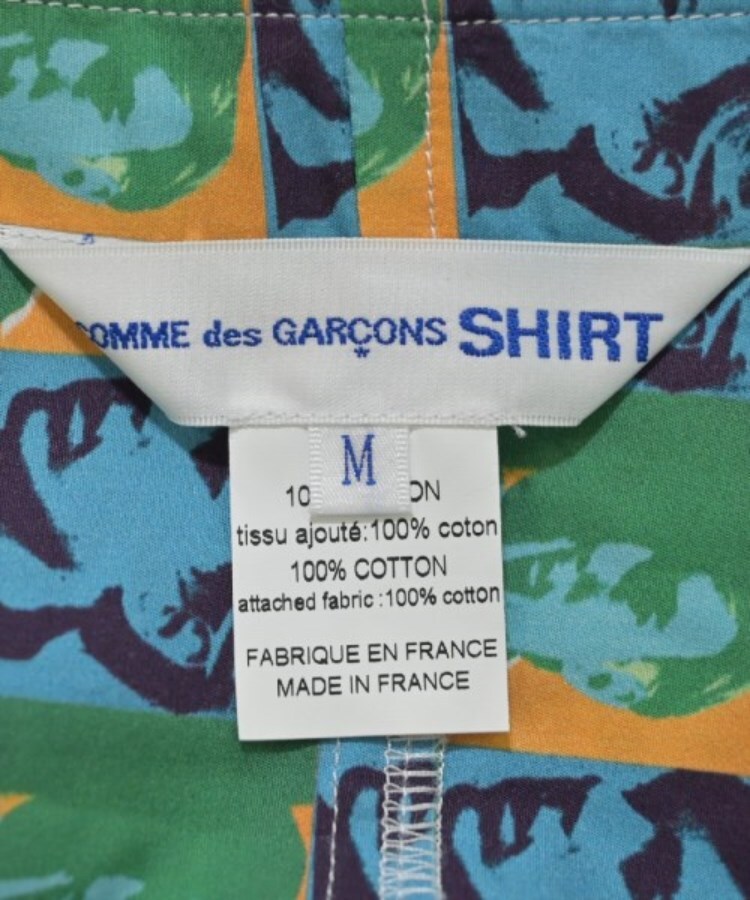 COMME des GARÇONS SHIRT
M
tissu ajouté:100% coton
100% COTTON
attached fabric :100% cotton
FABRIQUE EN FRANCE
MADE IN FRANCE